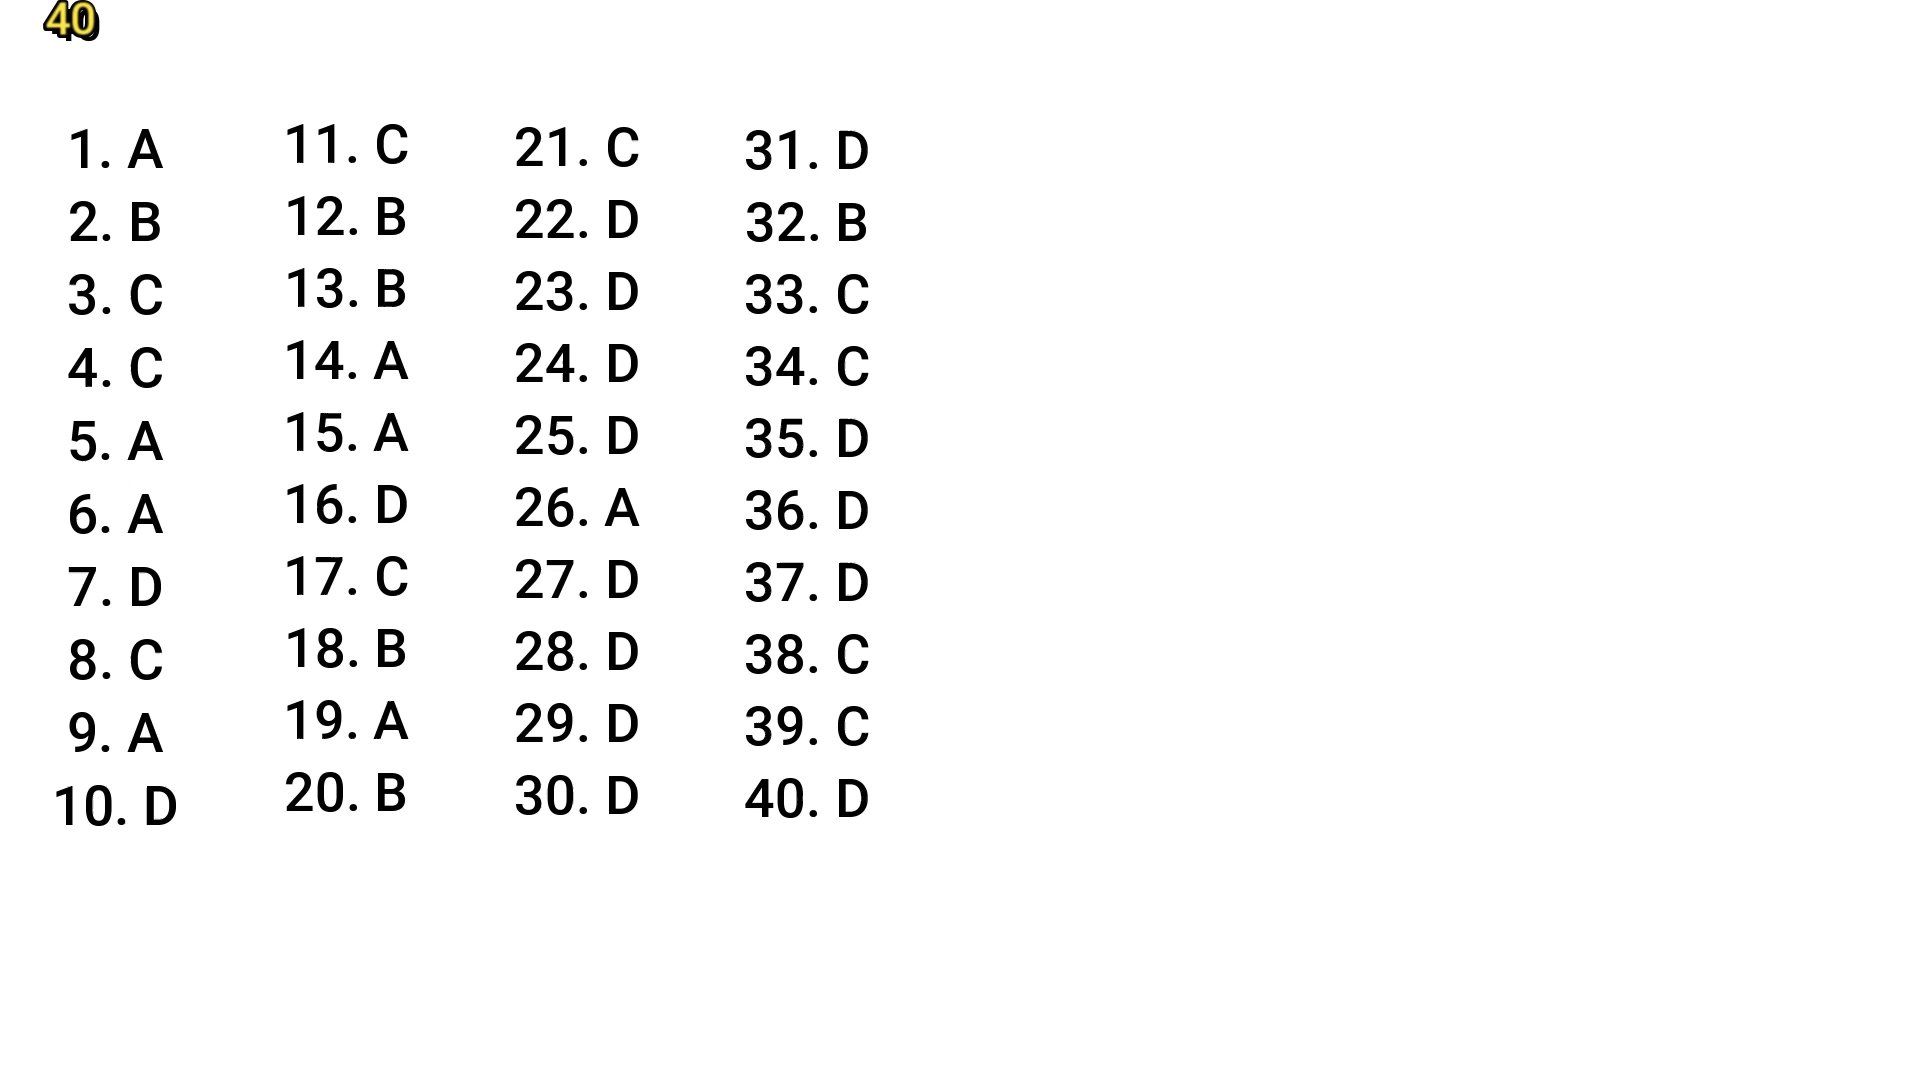 40
1. A
2. B
3. C
4. C
5. A
6. A
7. D
8. C
9. A
10. D
11. C
12. B
13. B
14. A
15. A
16. D
17. C
18. B
19. A
20. B
21. C
22. D
23. D
24. D
25. D
26. A
27. D
28. D
29. D
30. D
31. D
32. B
33. C
34. C
35. D
36. D
37. D
38. C
39. C
40. D